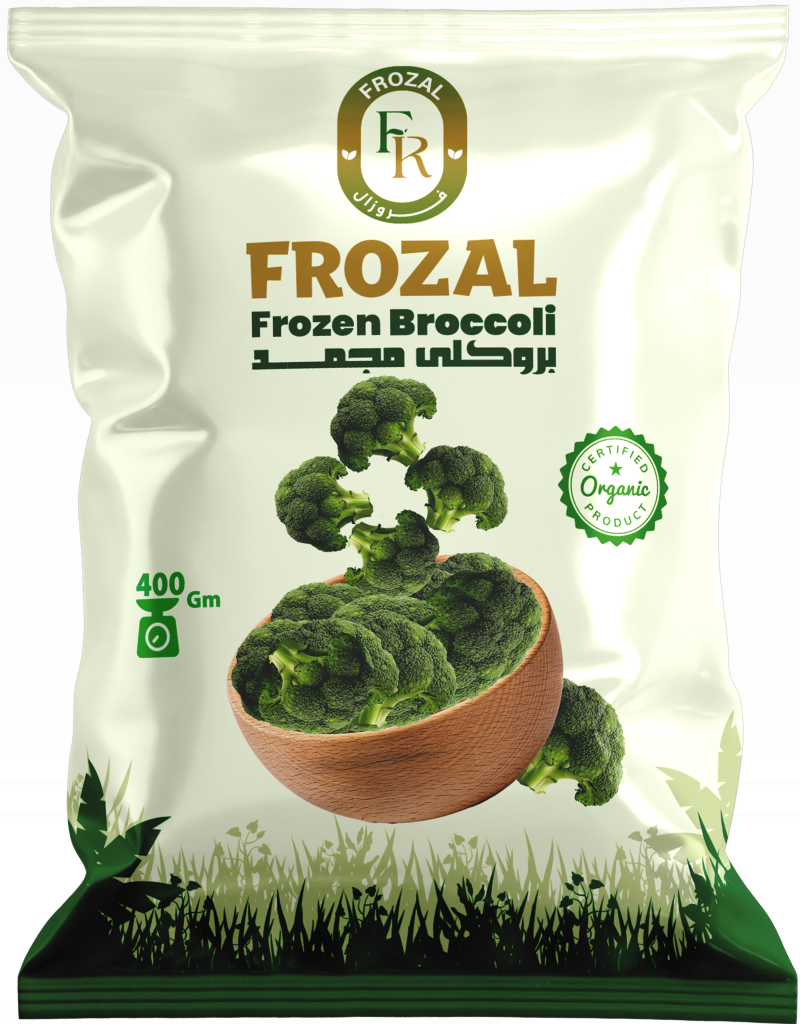 FROZAL
FR
فروزال
FROZAL
Frozen Broccoli
بروكلى مجمد
CERTIFIED
Organic
PRODUCT
400 Gm